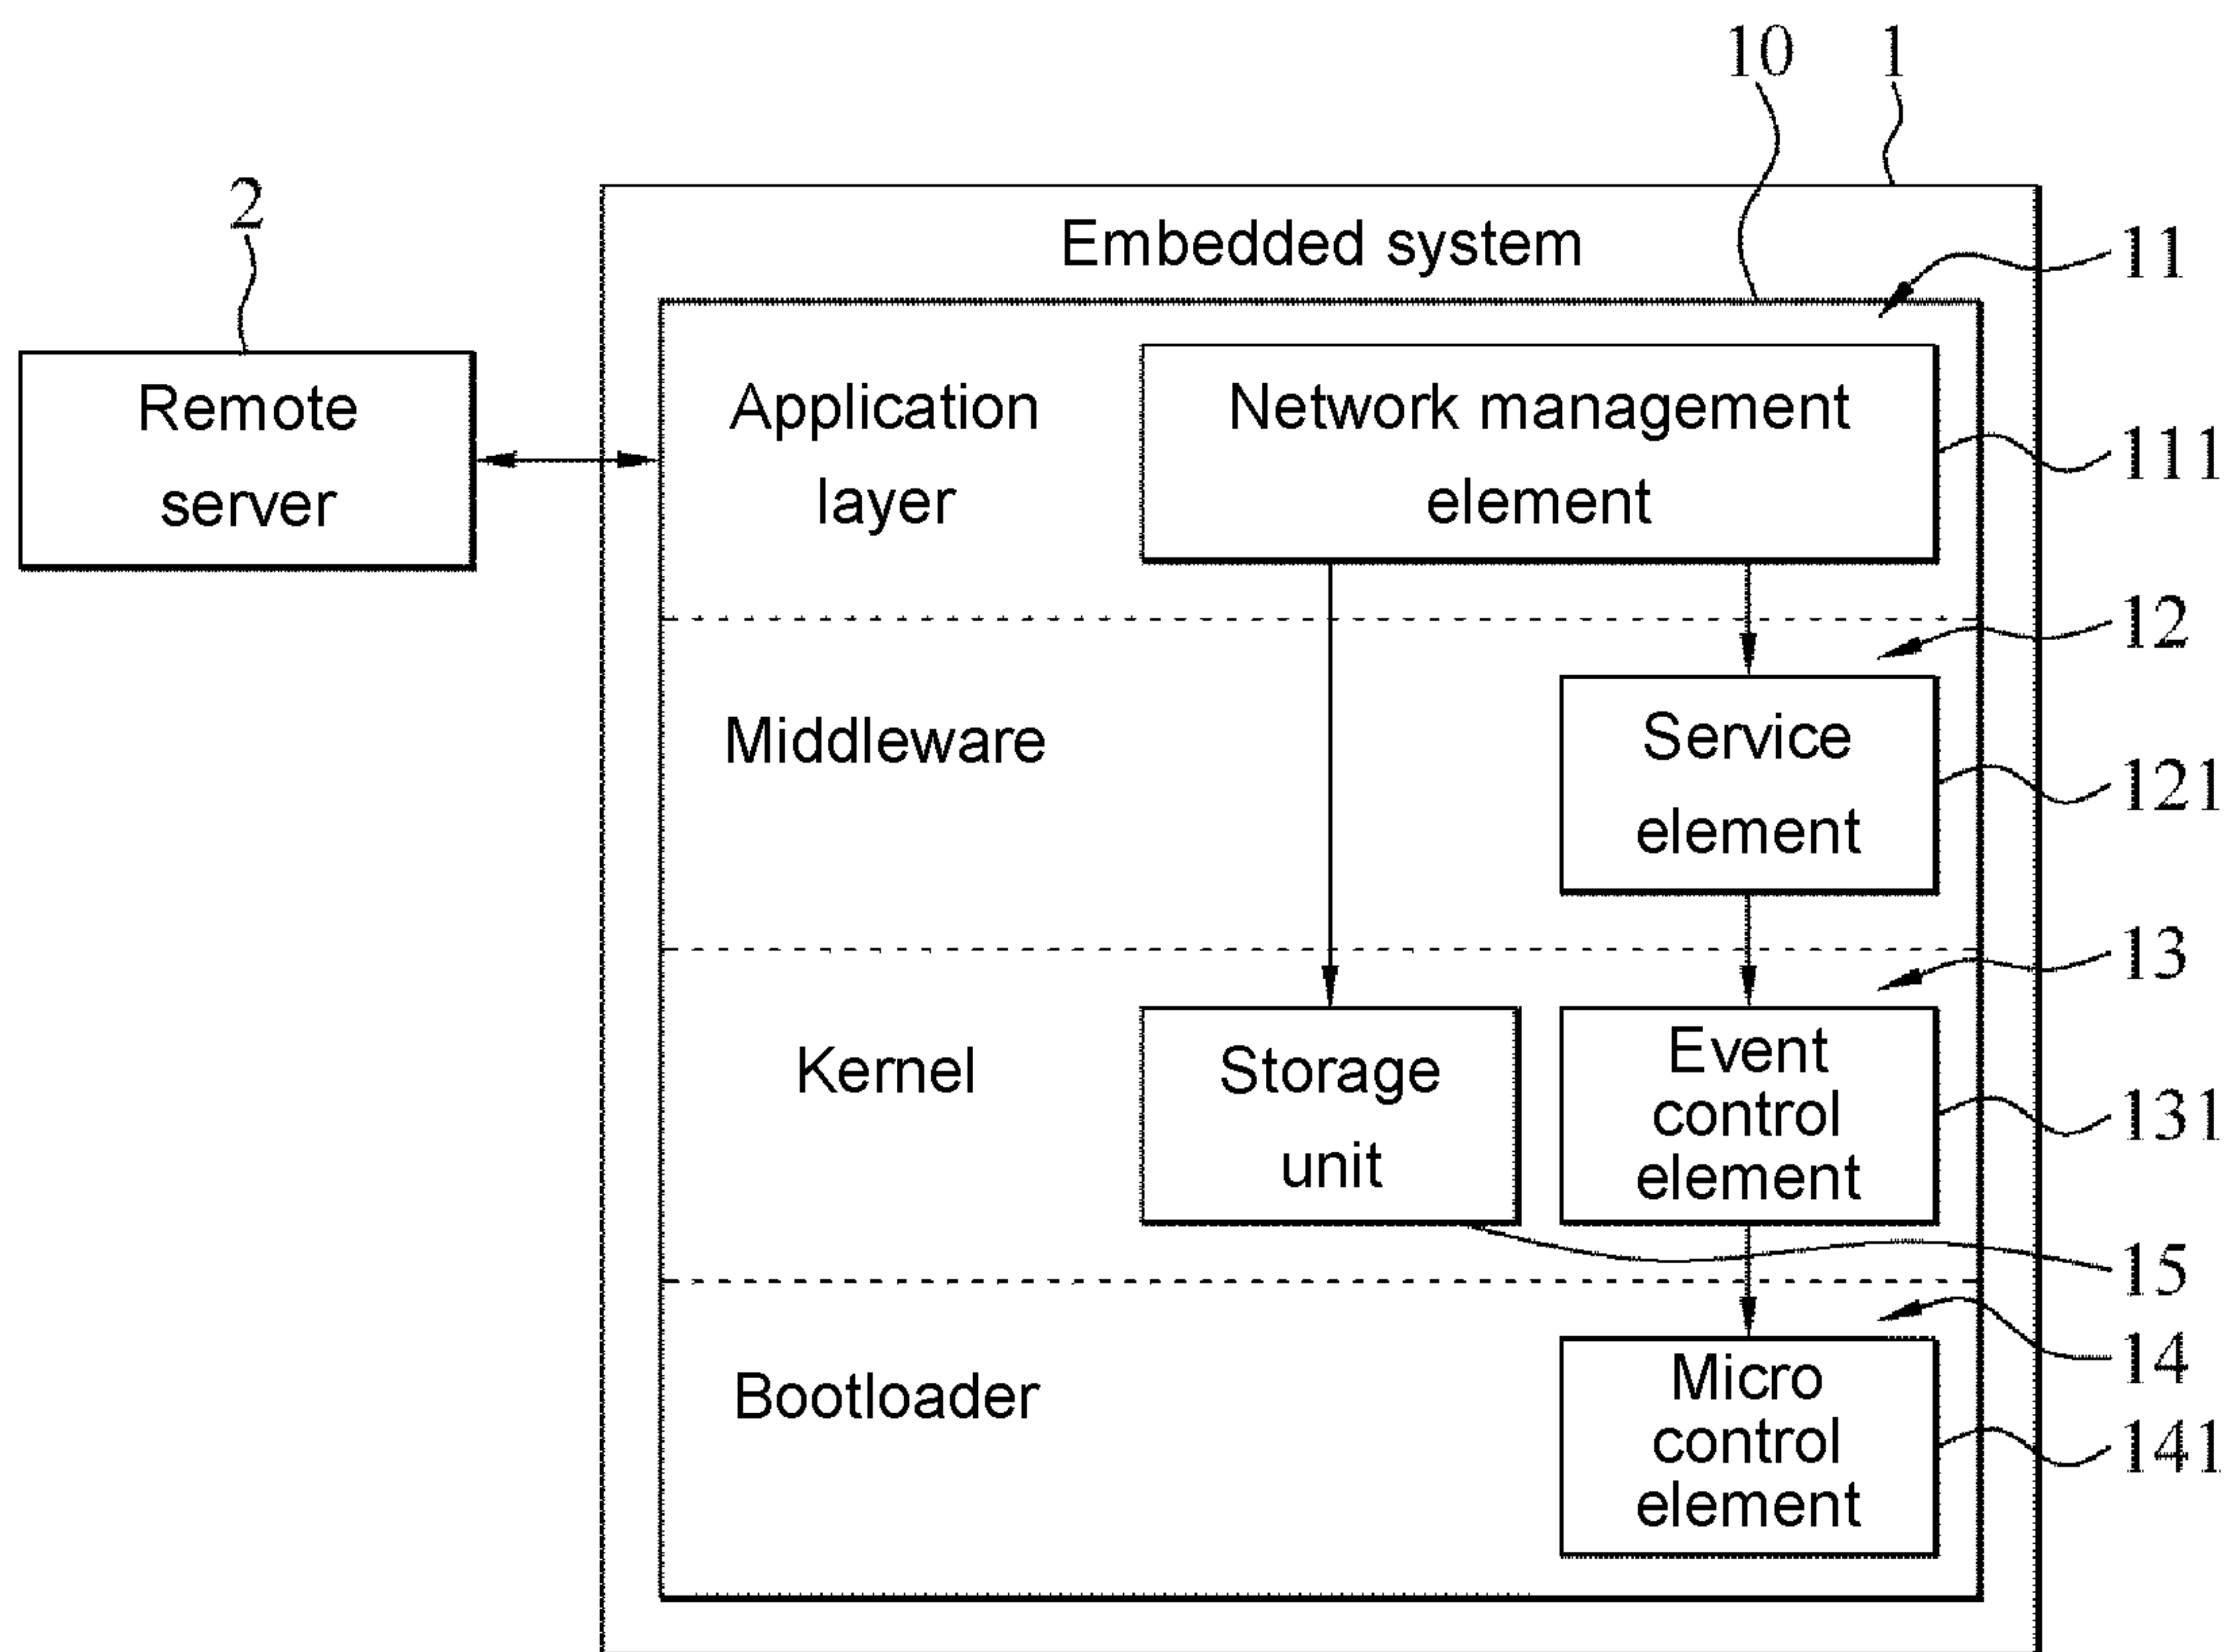 10
1
2
Embedded system
11
Remote
server
Application
layer
Network management
element
111
12
Middleware
Service
element
121
13
Kernel
Storage
unit
Event
control
element
131
15
14
Bootloader
Micro
control
element
141